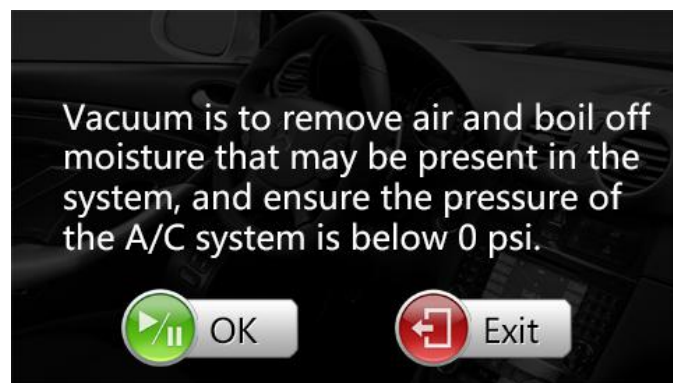 Vacuum is to remove air and boil off
moisture that may be present in the
system, and ensure the pressure of
the A/C system is below 0 psi.
OK
Exit